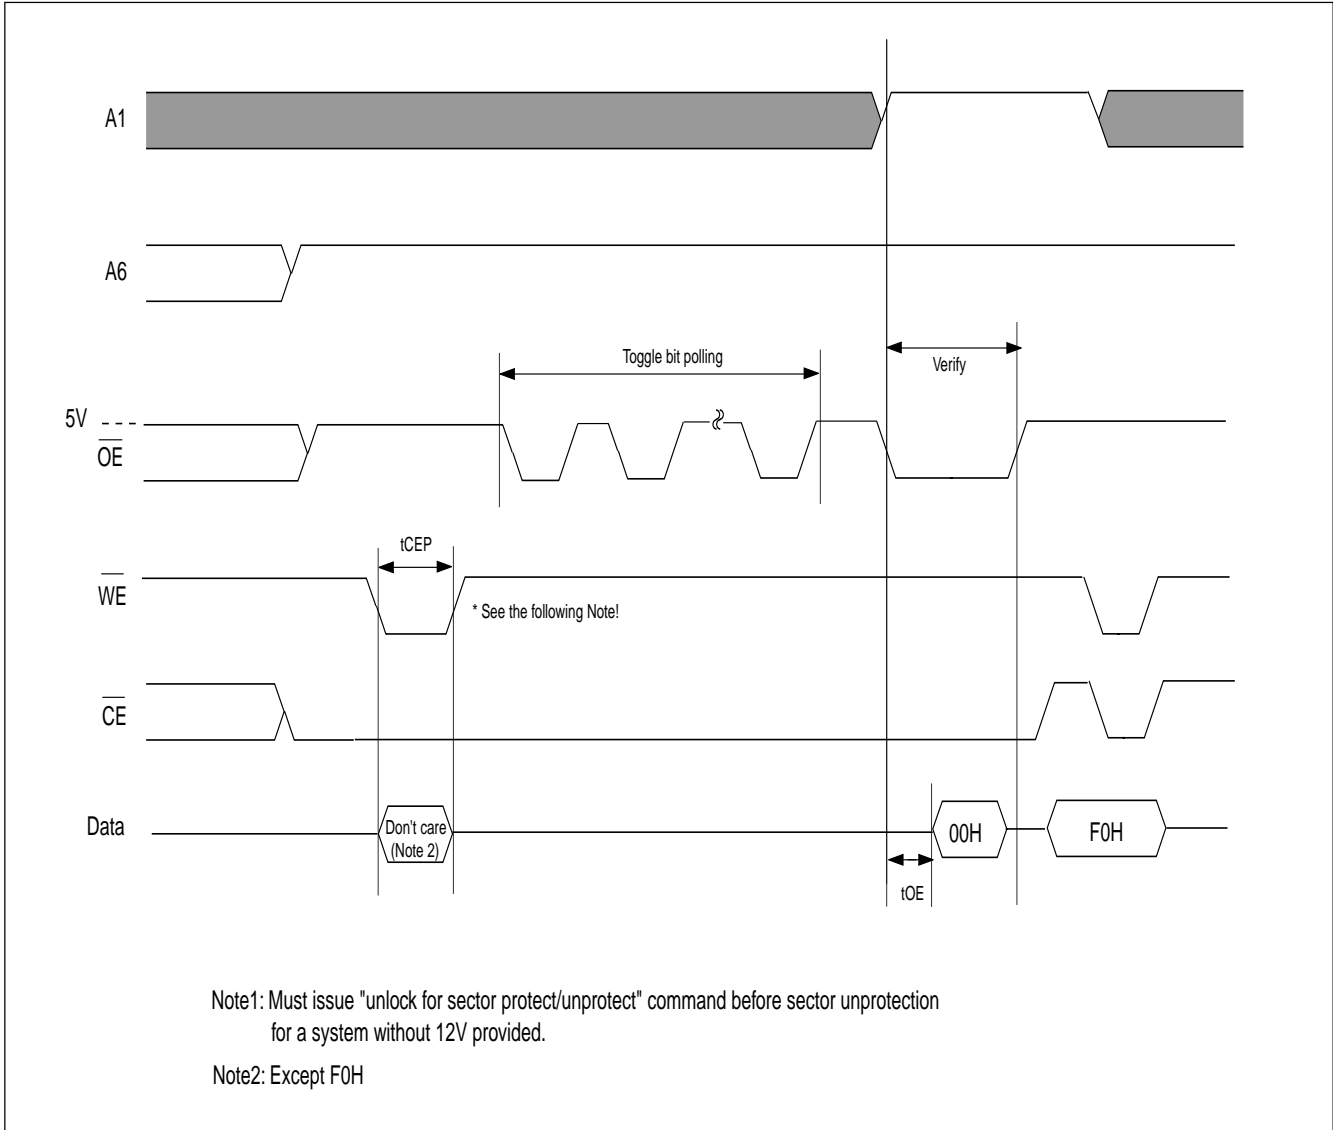 A1
A6
Toggle bit polling
Verify
5V
OE
tCEP
WE
* See the following Note!
CE
Data
Don't care
(Note 2)
00H
F0H
tOE
Note1: Must issue "unlock for sector protect/unprotect" command before sector unprotection
for a system without 12V provided.
Note2: Except F0H